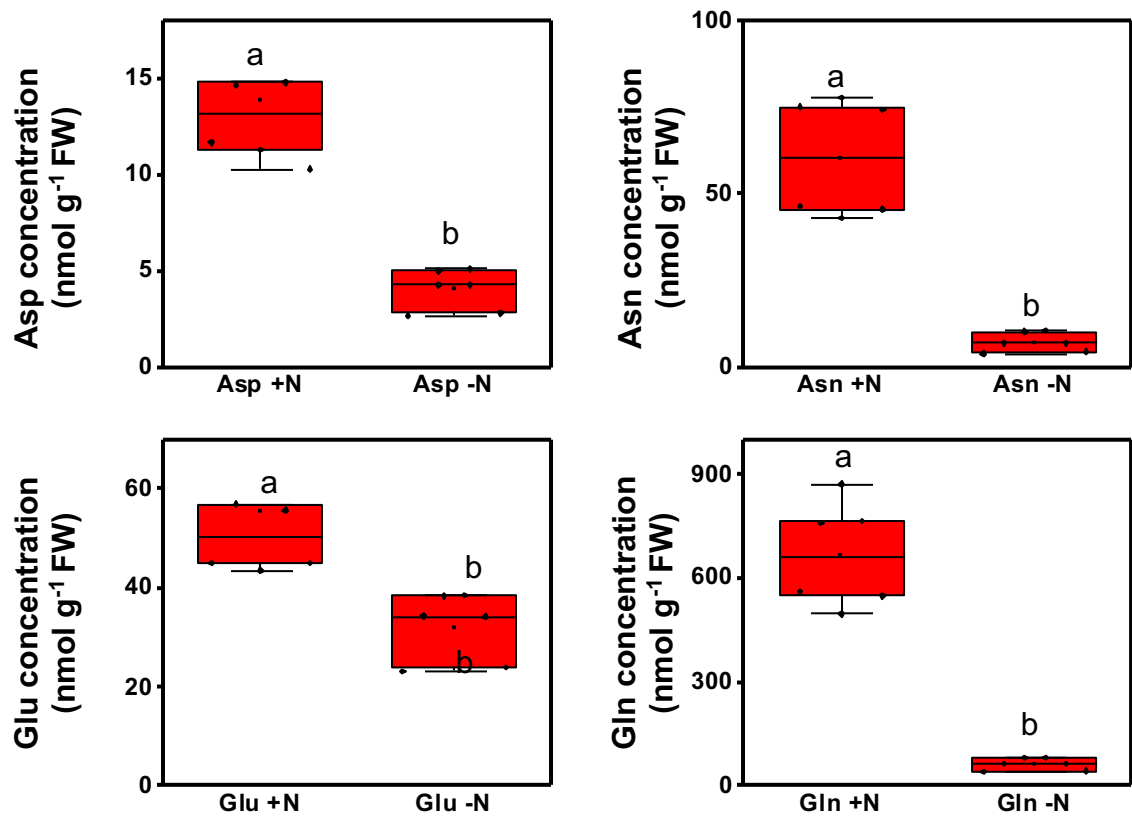 Asp concentration
(nmol g⁻¹ FW)
15
10
5
0
a
b
Asp +N
Asp -N
Asn concentration
(nmol g⁻¹ FW)
100
50
0
a
b
Asn +N
Asn -N
Glu concentration
(nmol g⁻¹ FW)
60
40
20
0
a
b
b
Glu +N
Glu -N
Gln concentration
(nmol g⁻¹ FW)
900
600
300
0
a
b
Gln +N
Gln -N